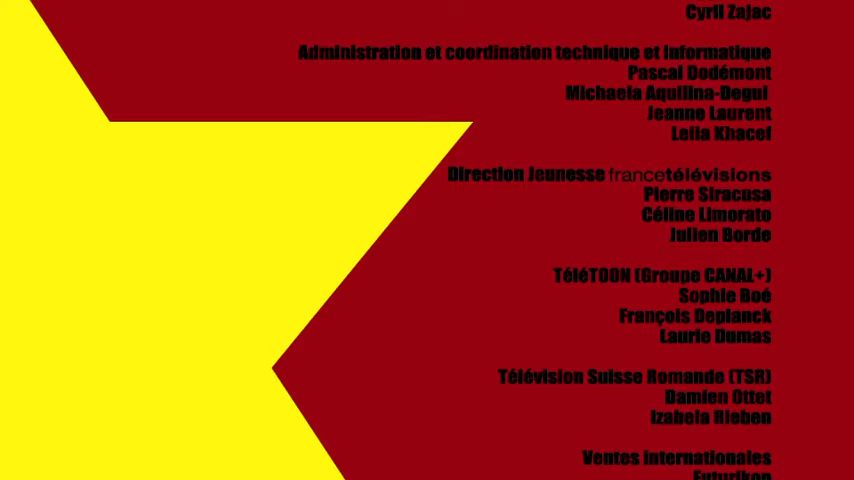 Cyril Zajac
Administration et coordination technique et informatique
Pascal Dodémont
Michaela Aquilina-Degui
Jeanne Laurent
Leila Khacef
Direction Jeunesse francetélévisions
Pierre Siracusa
Céline Limorato
Julien Borde
TéléTOON (Groupe CANAL+)
Sophie Boé
François Deplanck
Laurie Dumas
Télévision Suisse Romande (TSR)
Damien Ottet
Izabela Rieben
Ventes internationales
Futurikon